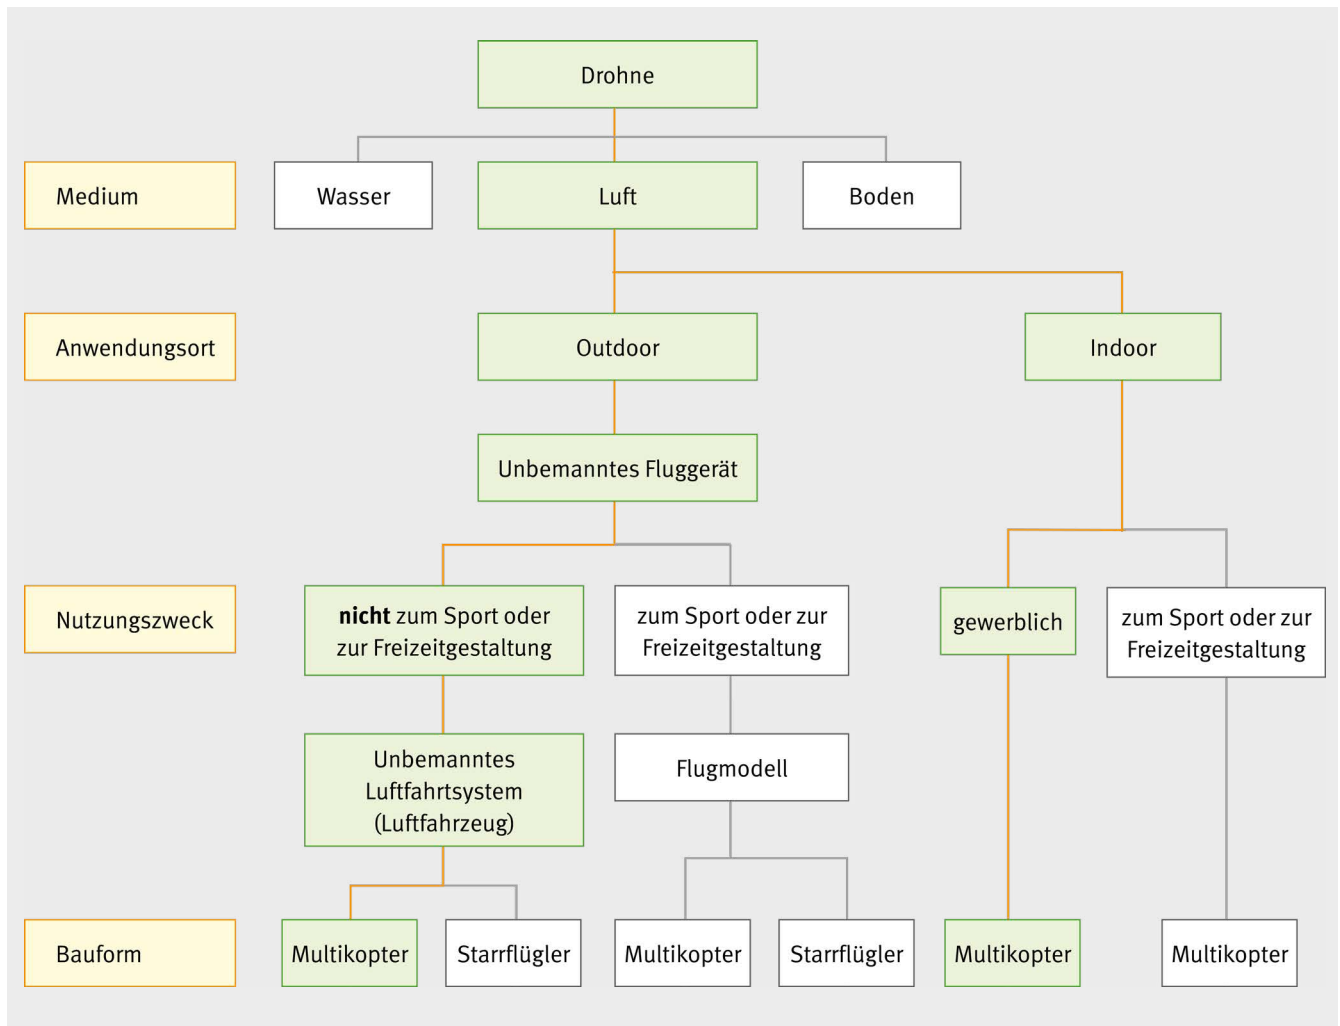 Drohne
Medium
Wasser
Luft
Boden
Anwendungsort
Outdoor
Indoor
Unbemanntes Fluggerät
Nutzungszweck
nicht zum Sport oder
zur Freizeitgestaltung
zum Sport oder zur
Freizeitgestaltung
gewerblich
zum Sport oder zur
Freizeitgestaltung
Unbemanntes
Luftfahrtsystem
(Luftfahrzeug)
Flugmodell
Bauform
Multikopter
Starrflügler
Multikopter
Starrflügler
Multikopter
Multikopter